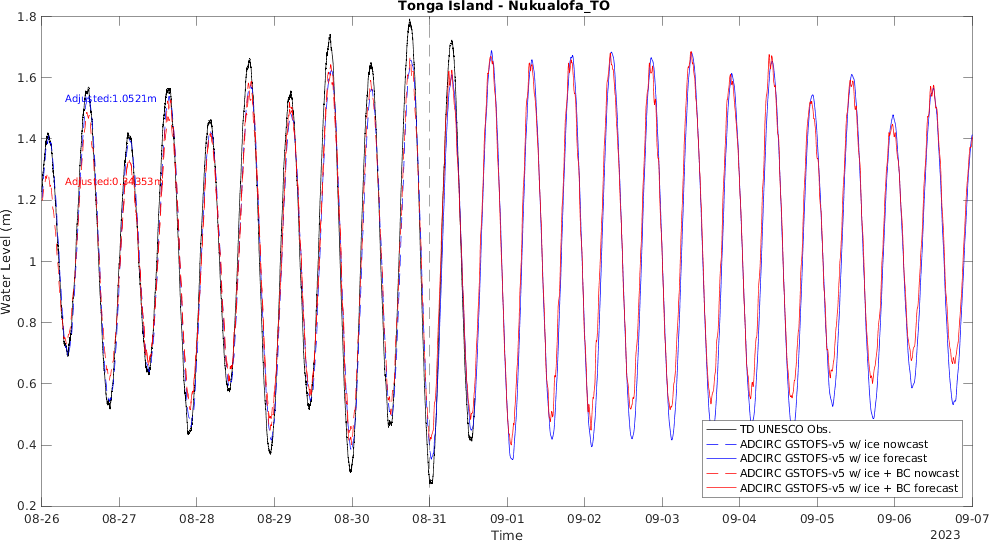 Tonga Island - Nukualofa_TO
1.8
1.6
1.4
1.2
1
0.8
0.6
0.4
0.2
Water Level (m)
Adjusted:1.0521m
Adjusted:0.34353m
TD UNESCO Obs.
ADCIRC GSTOFS-v5 w/ ice nowcast
ADCIRC GSTOFS-v5 w/ ice forecast
ADCIRC GSTOFS-v5 w/ ice + BC nowcast
ADCIRC GSTOFS-v5 w/ ice + BC forecast
08-26 08-27 08-28 08-29 08-30 08-31 09-01 09-02 09-03 09-04 09-05 09-06 09-07
Time
2023